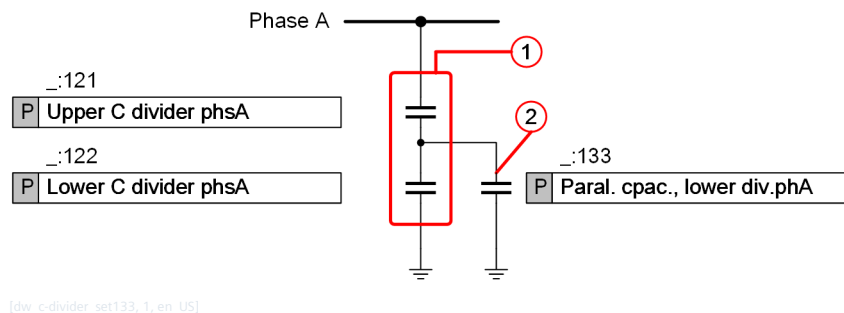 Phase A
1
_:121
P Upper C divider phsA
2
_:122
_:133
P Lower C divider phsA
P Paral. cpac., lower div.phA
[dw_c-divider_set133, 1, en_US]